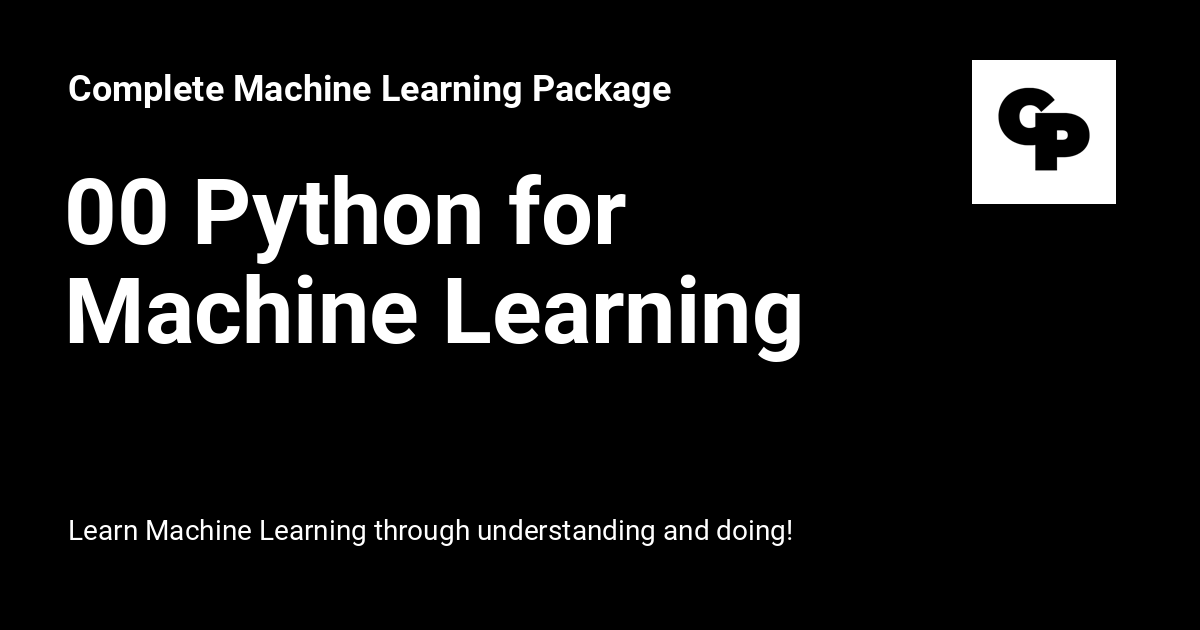 Complete Machine Learning Package
CP
00 Python for
Machine Learning
Learn Machine Learning through understanding and doing!